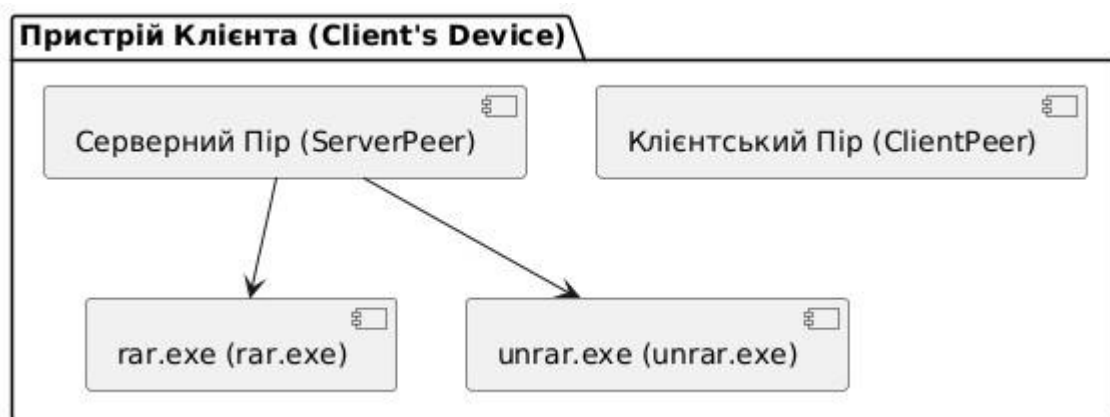 Пристрій Клієнта (Client's Device)
Серверний Пір (ServerPeer)
Клієнтський Пір (ClientPeer)
rar.exe (rar.exe)
unrar.exe (unrar.exe)